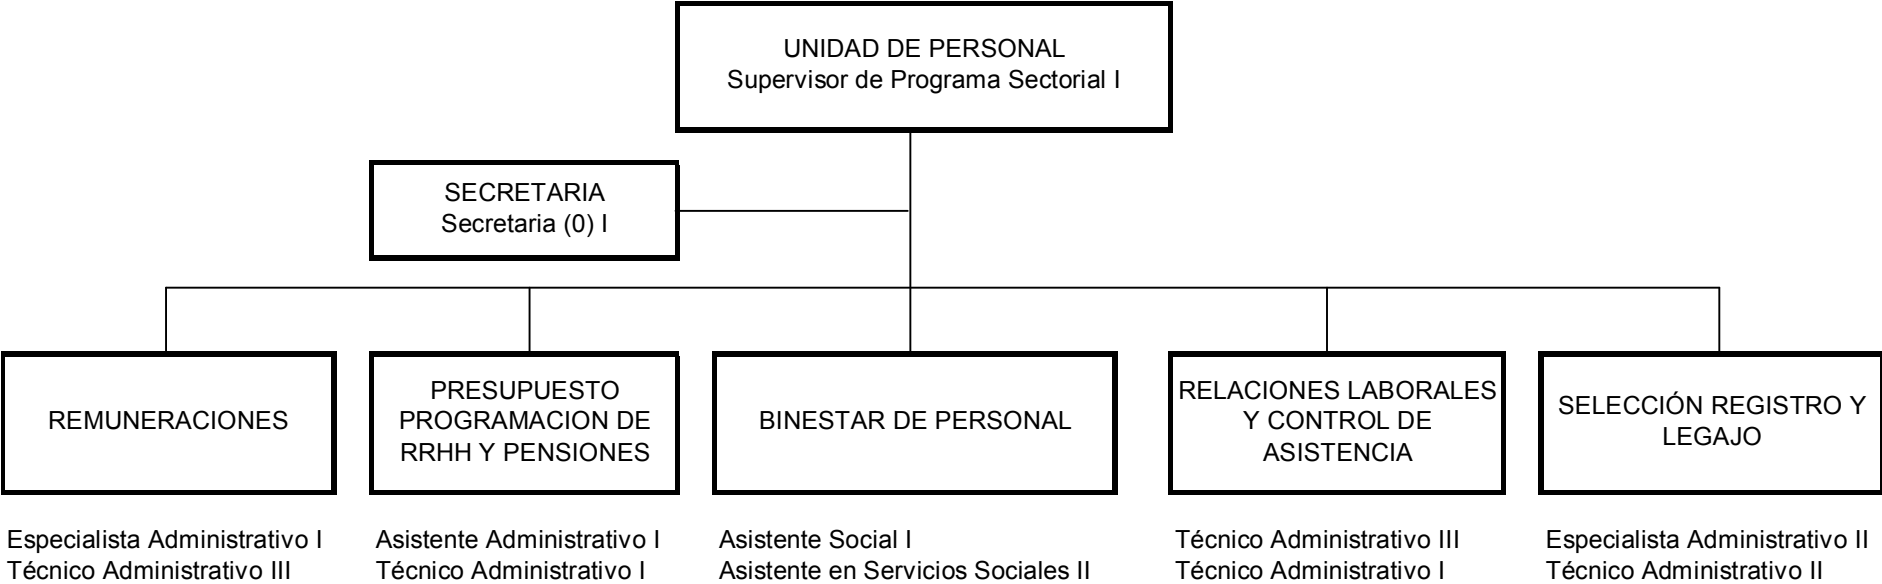 UNIDAD DE PERSONAL
Supervisor de Programa Sectorial I
SECRETARIA
Secretaria (0) I
REMUNERACIONES
PRESUPUESTO
PROGRAMACION DE
RRHH Y PENSIONES
BINESTAR DE PERSONAL
RELACIONES LABORALES
Y CONTROL DE
ASISTENCIA
SELECCIÓN REGISTRO Y
LEGAJO
Especialista Administrativo I
Técnico Administrativo III
Asistente Administrativo I
Técnico Administrativo I
Asistente Social I
Asistente en Servicios Sociales II
Técnico Administrativo III
Técnico Administrativo I
Especialista Administrativo II
Técnico Administrativo II